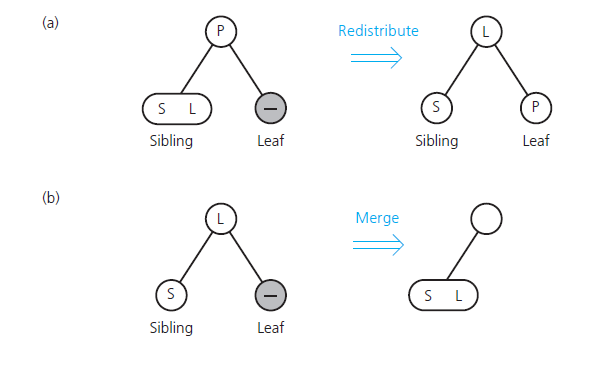 (a)
P
Redistribute
L
S L
–
S
P
Sibling
Leaf
Sibling
Leaf
(b)
L
Merge
S
–
S L
Sibling
Leaf